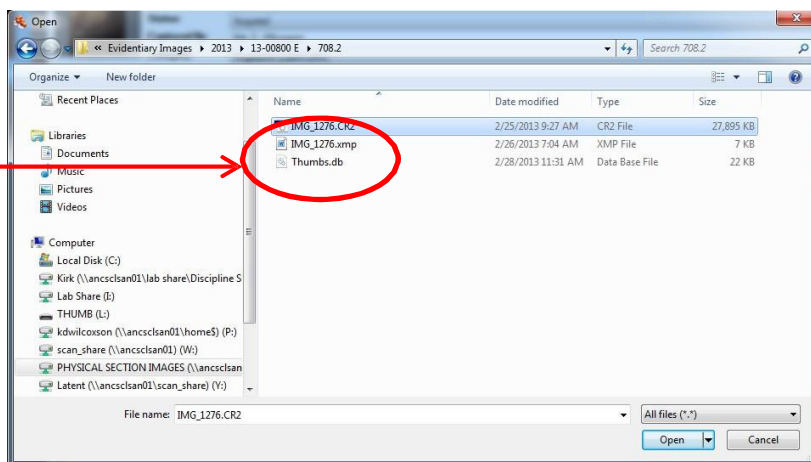 Open
« Evidentiary Images ▸ 2013 ▸ 13-00800 E ▸ 708.2
Search 708.2
Organize ▾ New folder
Recent Places
Libraries
Documents
Music
Pictures
Videos
Computer
Local Disk (C:)
Kirk (\\ancsclsan01\lab share\Discipline S
Lab Share (I:)
THUMB (L:)
kdwilcoxson (\\ancsclsan01\home$) (P:)
scan_share (\\ancsclsan01) (W:)
PHYSICAL SECTION IMAGES (\\ancsclsan
Latent (\\ancsclsan01\scan_share) (Y:)
Name Date modified Type Size
IMG_1276.CR2 2/25/2013 9:27 AM CR2 File 27,895 KB
IMG_1276.xmp 2/26/2013 7:04 AM XMP File 7 KB
Thumbs.db 2/28/2013 11:31 AM Data Base File 22 KB
File name: IMG_1276.CR2 All files (*.*)
Open Cancel